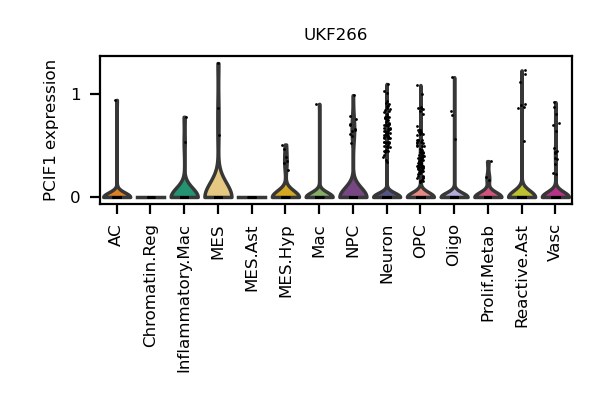 UKF266
PCIF1 expression
1
0
AC
Chromatin.Reg
Inflammatory.Mac
MES
MES.Ast
MES.Hyp
Mac
NPC
Neuron
OPC
Oligo
Prolif.Metab
Reactive.Ast
Vasc